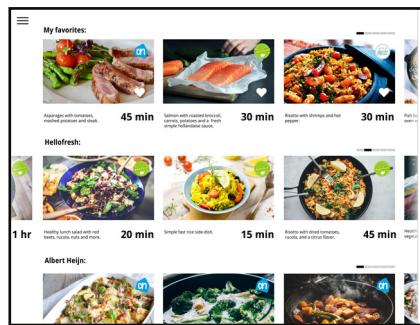 My favorites:
Asparages with tomatoes,
mashed potatoes and steak.
45 min
Salmon with roasted broccoli,
carrots, potatoes and a fresh
simple hollandaise sauce.
30 min
Risotto with shrimps and hot
pepper.
30 min
Hellofresh:
1 hr
Healthy lunch salad with red
beets, rucola, nuts and more.
20 min
Simple fast rice side-dish.
15 min
Risotto with dried tomatoes,
rucola, and a citrus flavor.
45 min
Albert Heijn: